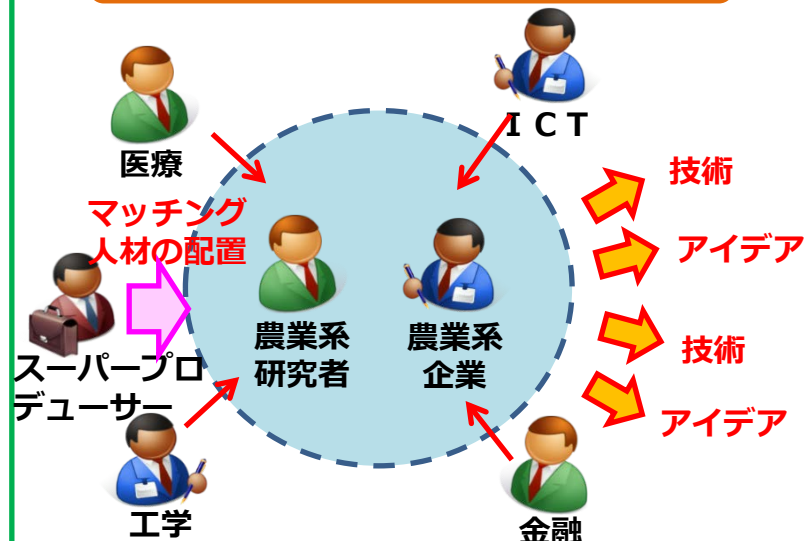 医療
ＩＣＴ
マッチング
人材の配置
技術
アイデア
農業系
研究者
農業系
企業
スーパープロ
デューサー
技術
アイデア
工学
金融